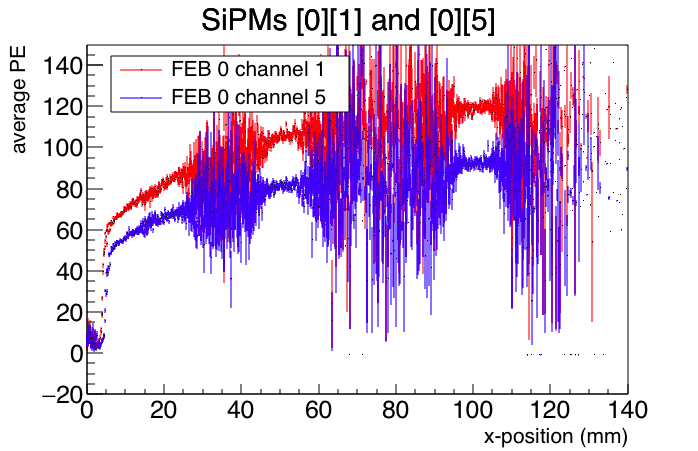 SiPMs [0][1] and [0][5]
average PE
FEB 0 channel 1
FEB 0 channel 5
140
120
100
80
60
40
20
0
−20
0 20 40 60 80 100 120 140
x-position (mm)